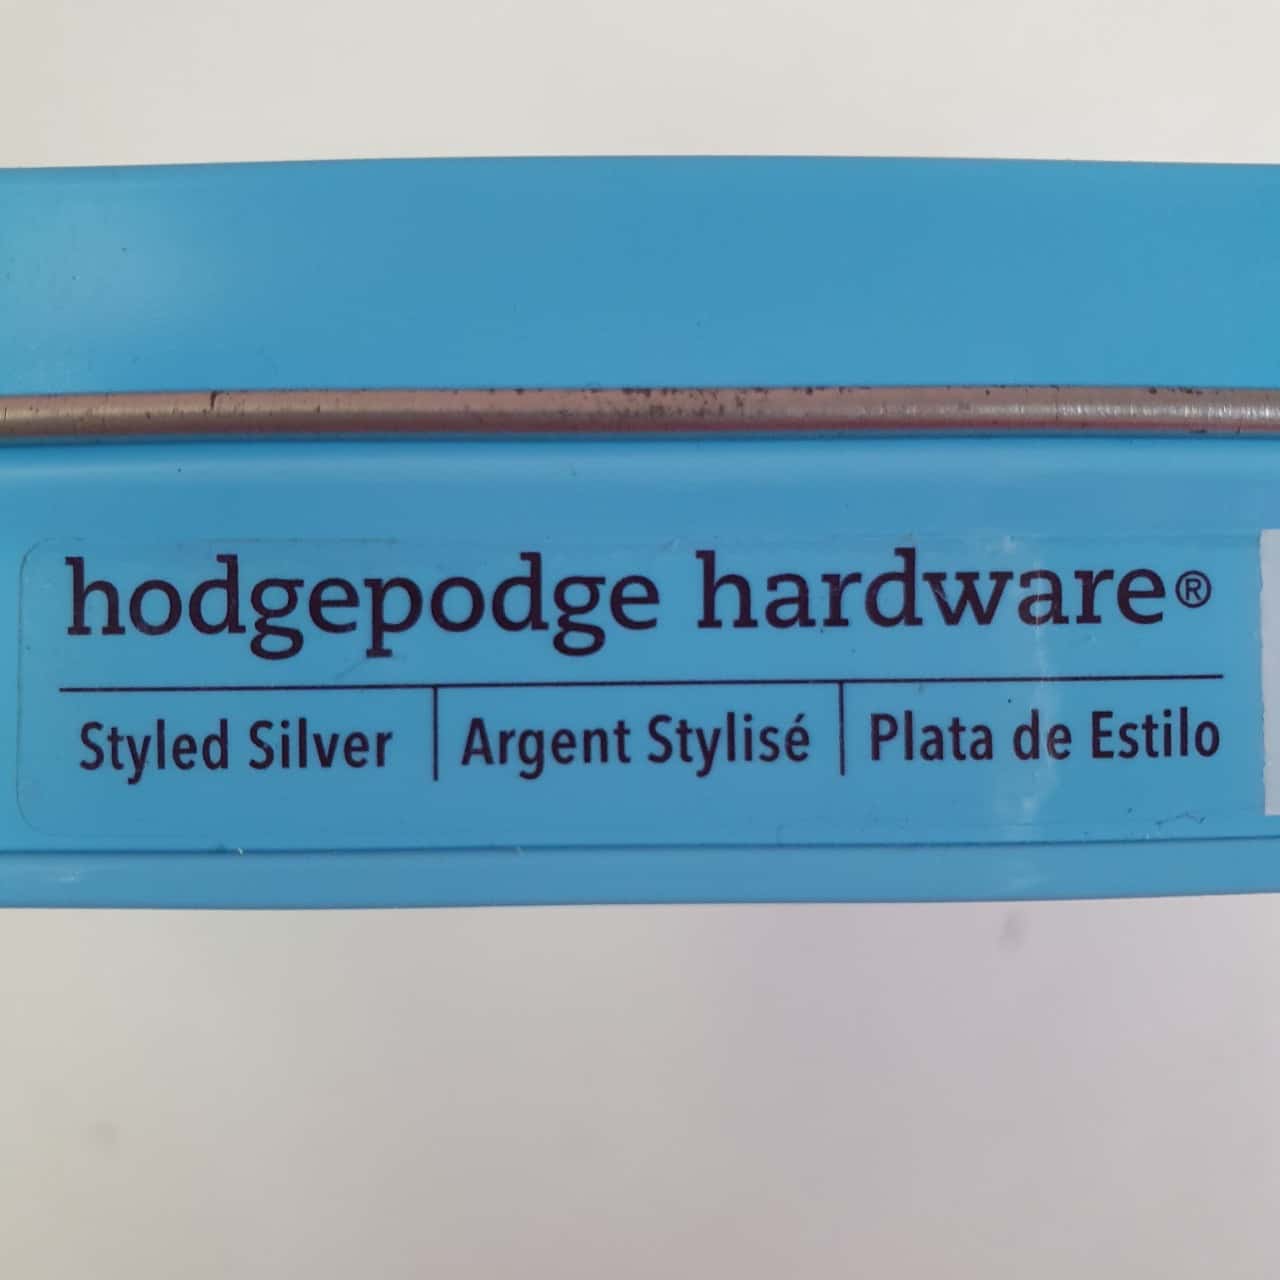 hodgepodge hardware®
Styled Silver | Argent Stylisé | Plata de Estilo